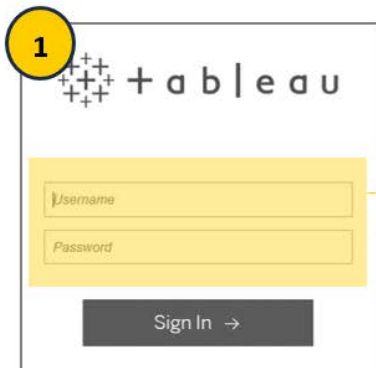 1
+ a b | e a u
Username
Password
Sign In →